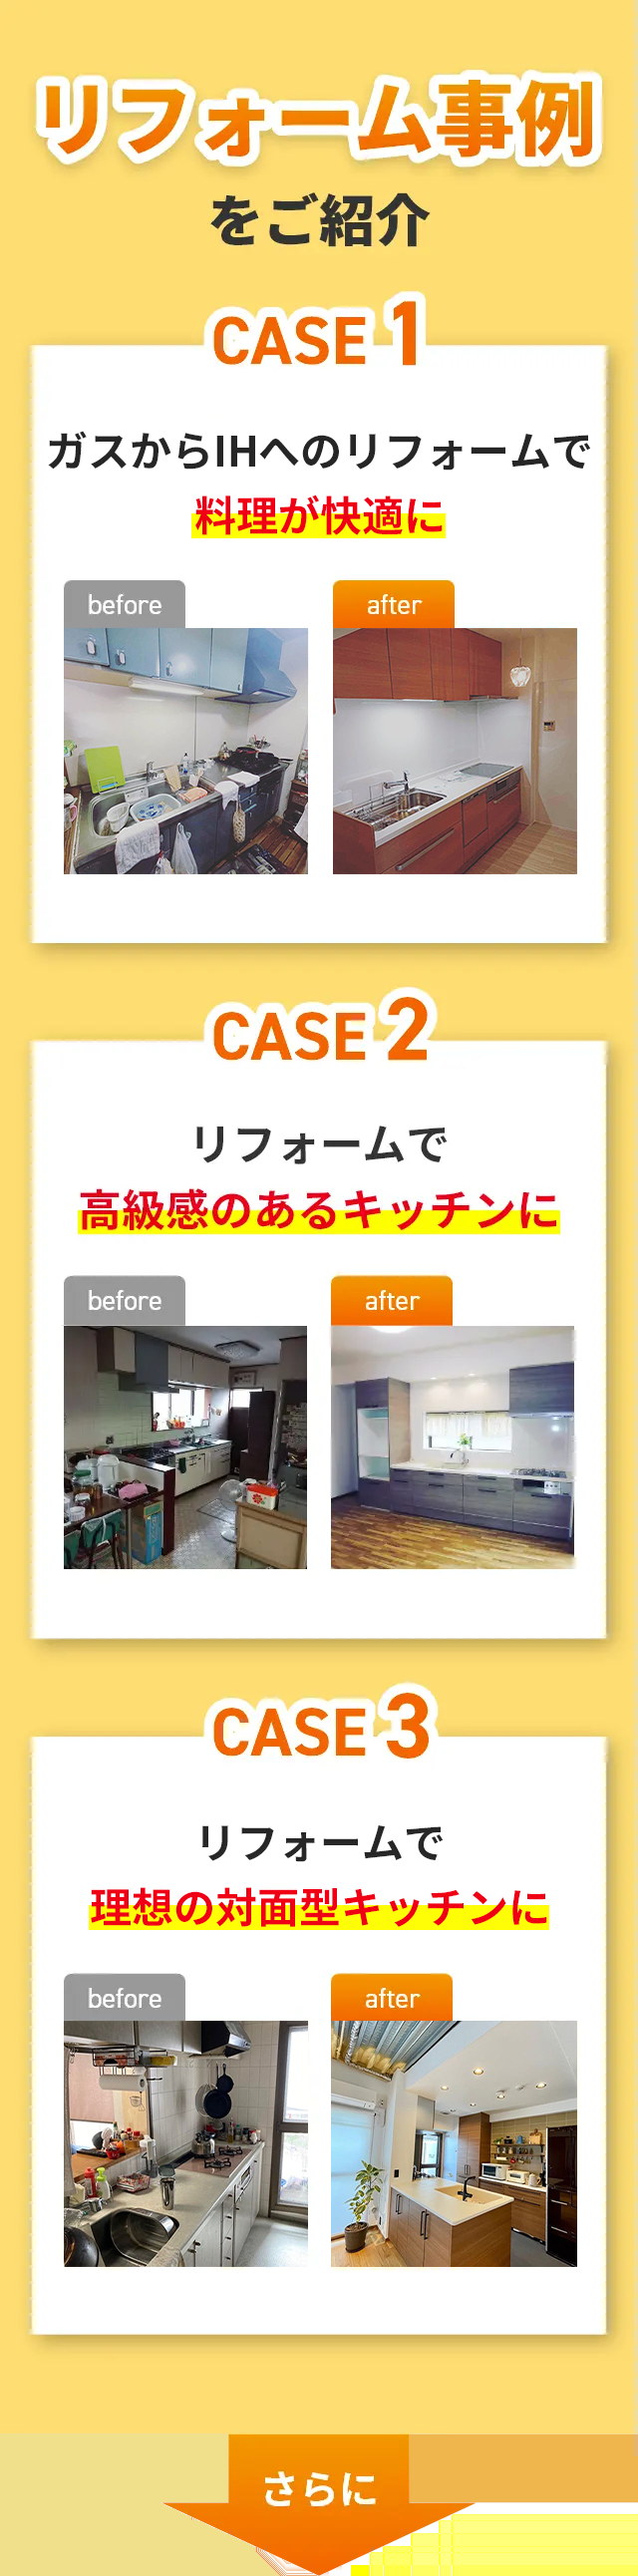 リフォーム事例
をご紹介
CASE 1
ガスからIHへのリフォームで
料理が快適に
before
after
CASE 2
リフォームで
高級感のあるキッチンに
before
after
CASE 3
リフォームで
理想の対面型キッチンに
before
after
さらに